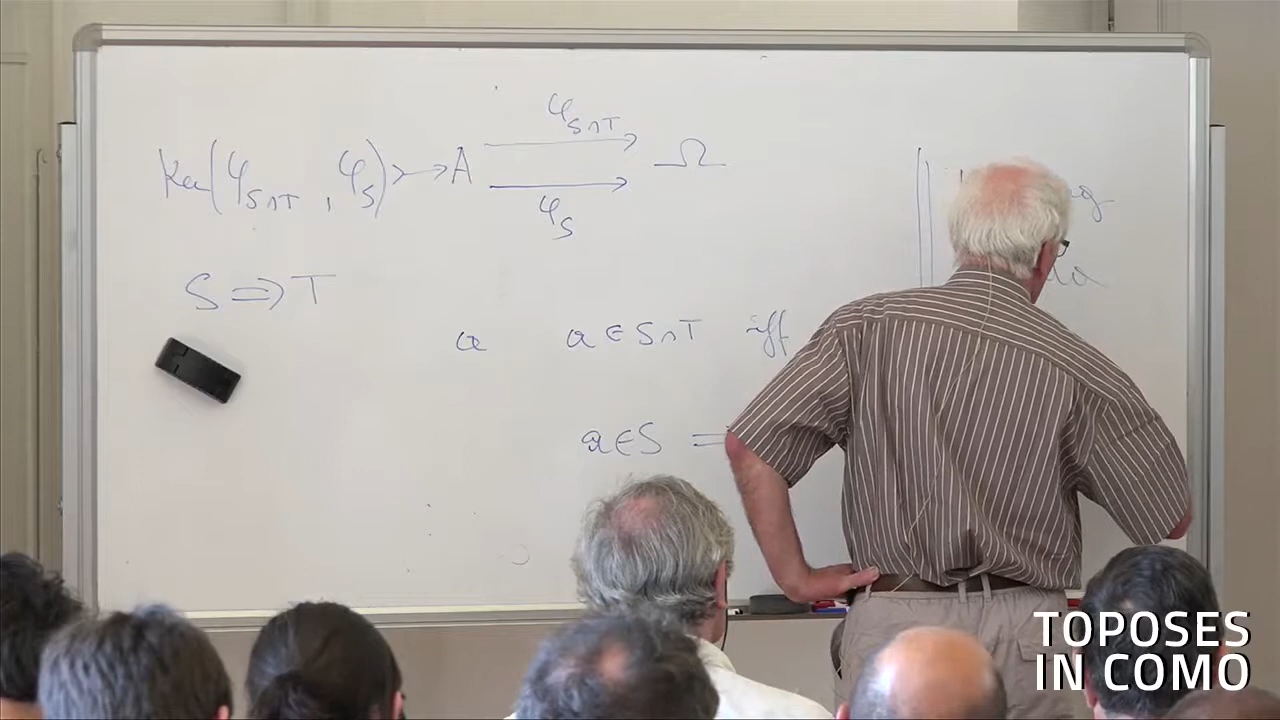 φ_{S∩T}
Ker(φ_{S∩T}, φ_S) ↣ A ⇉ Ω
φ_S
S ⇒ T
a a ∈ S∩T iff
a ∈ S =
TOPOSES
IN COMO